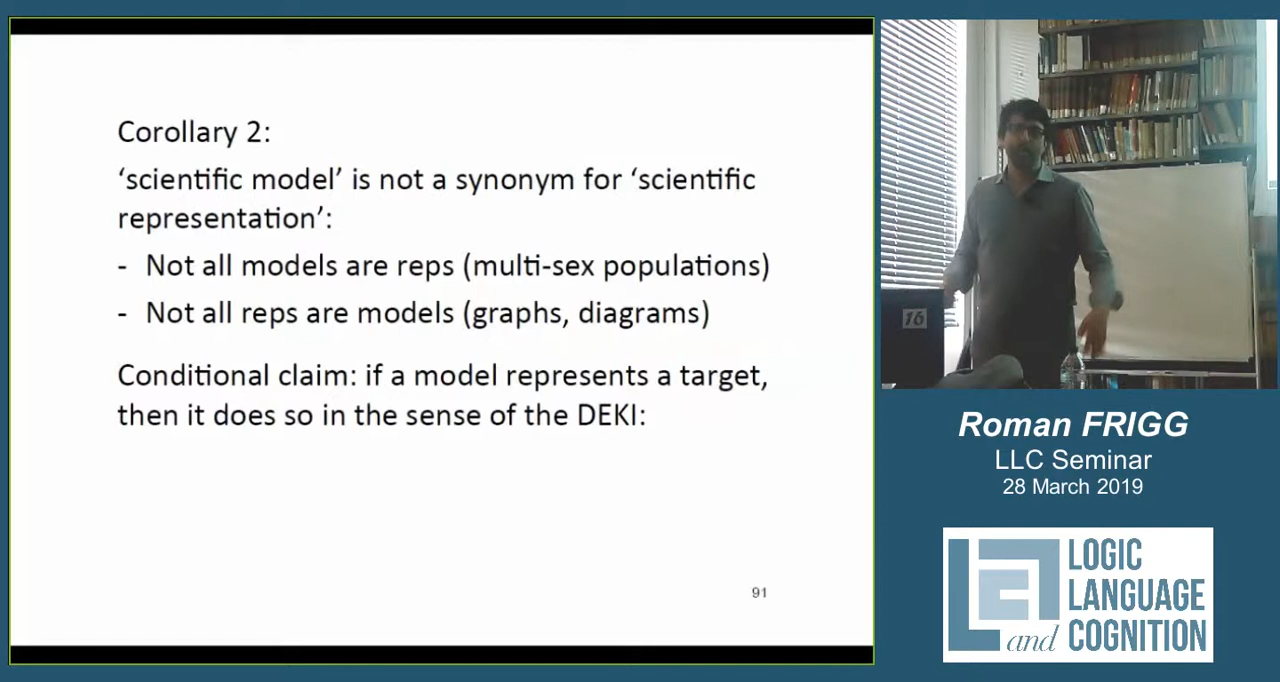 Corollary 2:
‘scientific model’ is not a synonym for ‘scientific
representation’:
- Not all models are reps (multi-sex populations)
- Not all reps are models (graphs, diagrams)
Conditional claim: if a model represents a target,
then it does so in the sense of the DEKI:
91
16
Roman FRIGG
LLC Seminar
28 March 2019
LOGIC
LANGUAGE
and COGNITION